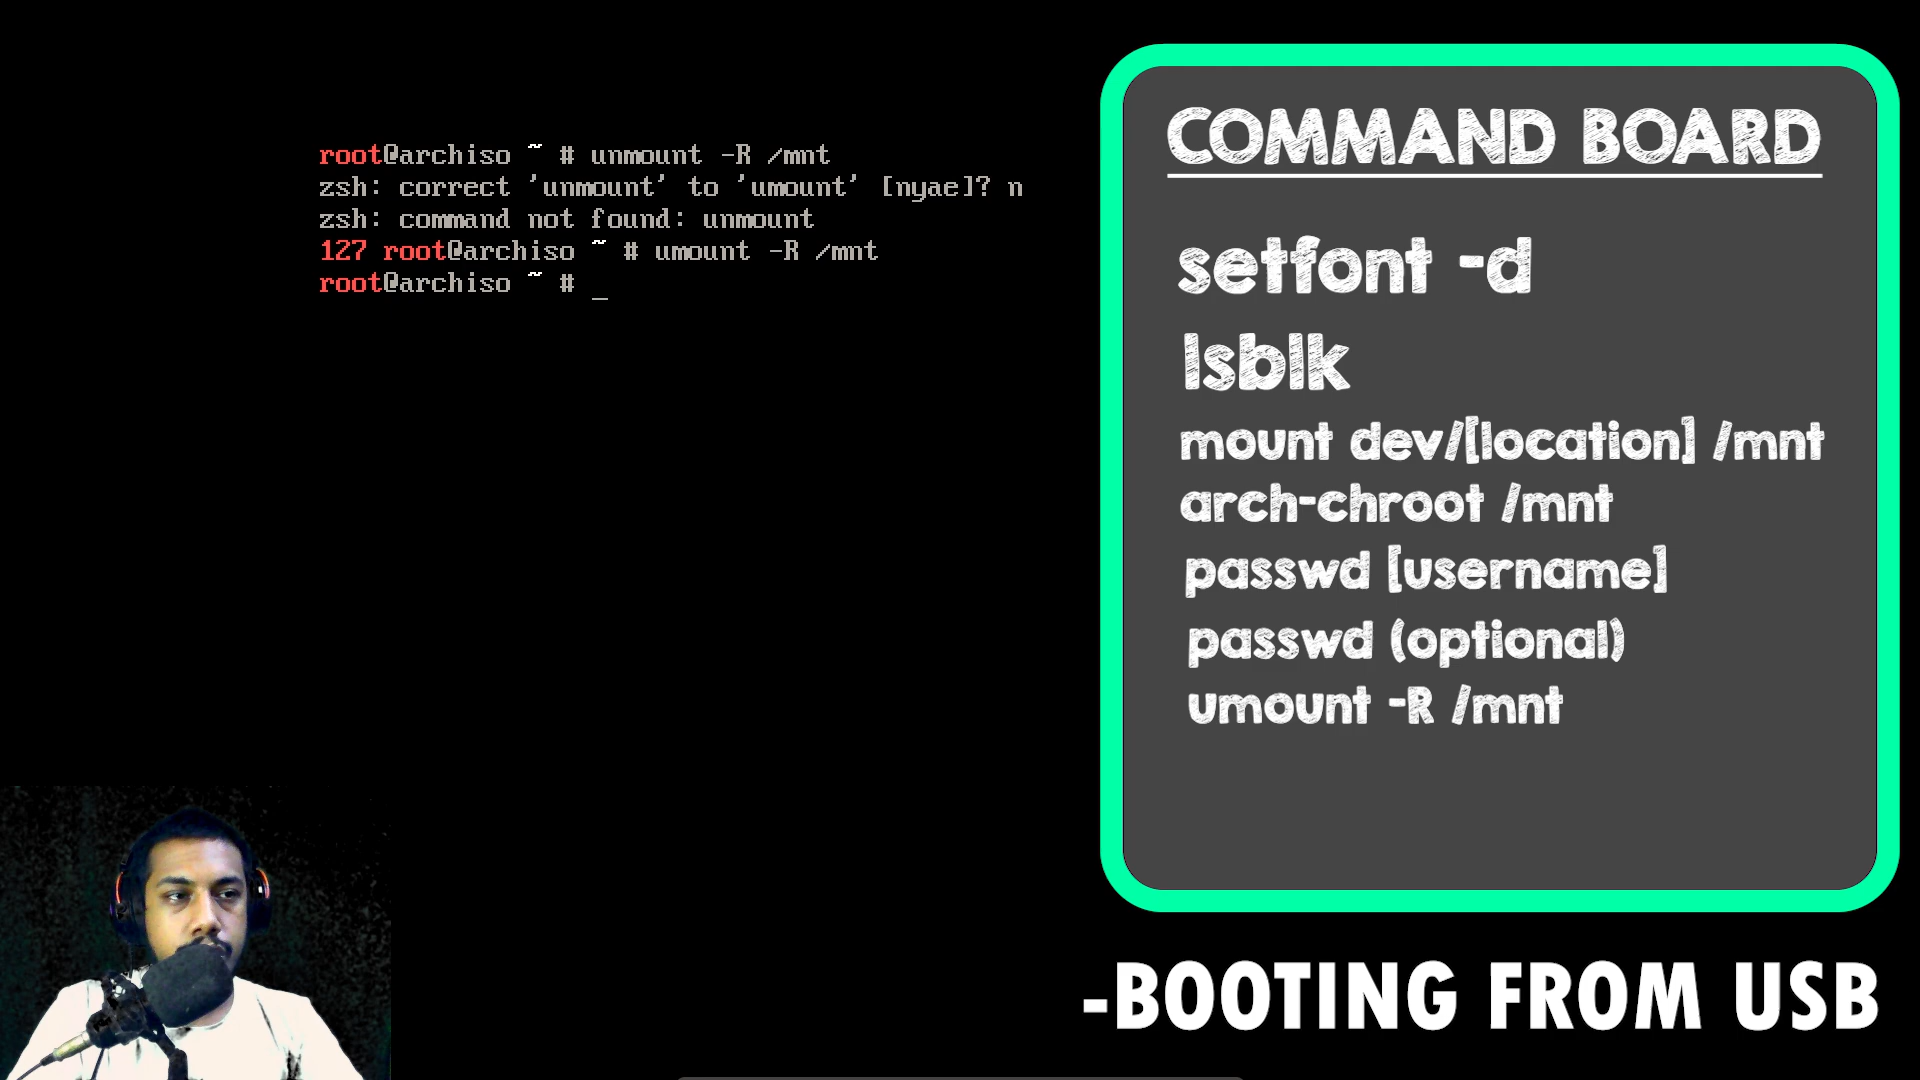 root@archiso ~ # unmount -R /mnt
zsh: correct 'unmount' to 'umount' [nyae]? n
zsh: command not found: unmount
127 root@archiso ~ # umount -R /mnt
root@archiso ~ # _
COMMAND BOARD
setfont -d
lsblk
mount dev/[location] /mnt
arch-chroot /mnt
passwd [username]
passwd (optional)
umount -R /mnt
-BOOTING FROM USB